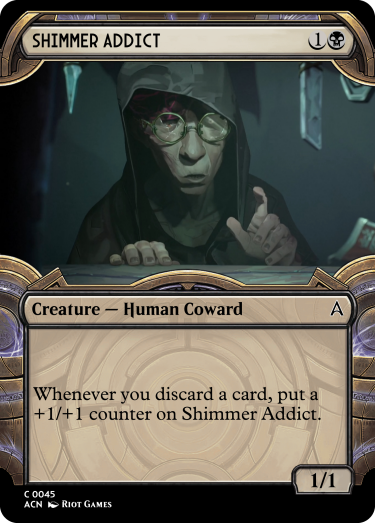 SHIMMER ADDICT 1
Creature — Human Coward A
Whenever you discard a card, put a
+1/+1 counter on Shimmer Addict.
1/1
C 0045
ACN RIOT GAMES